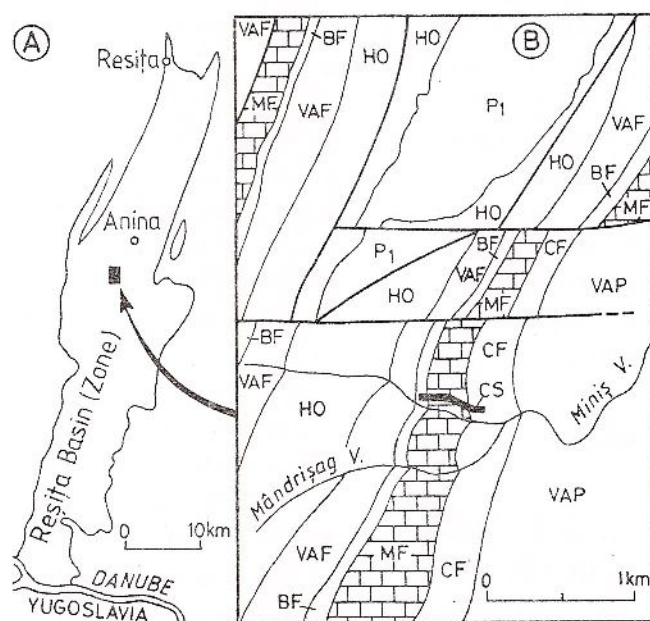 A
Reșița
Anina
Reșița Basin (Zone)
0 10km
DANUBE
YUGOSLAVIA
B
VAF
BF
HO
HO
MF
VAF
P1
VAF
HO
BF
HO
MF
P1
BF
CF
VAF
HO
MF
VAP
BF
CF
VAF
CS
HO
Miniș V.
Mândrișag V.
VAP
VAF
MF
CF
BF
0 1km